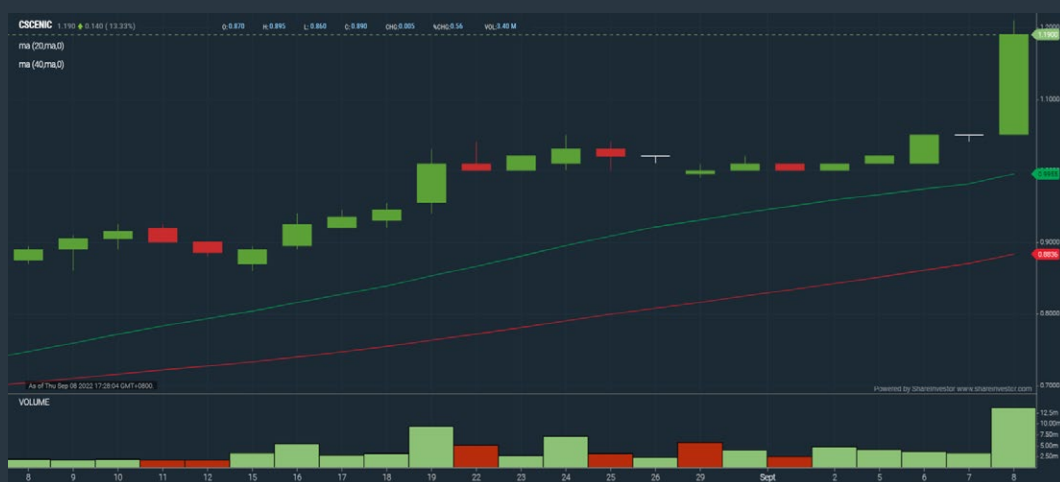 CSCENIC 1.190 0.140 ( 13.33%) O:0.870 H:0.895 L:0.860 C:0.890 CHG:0.005 %CHG:0.56 VOL:3.40 M
ma (20,ma,0)
ma (40,ma,0)
1.2000
1.1900
1.1000
0.9000
0.8836
0.8000
0.7000
As of Thu Sep 08 2022 17:28:04 GMT+0800.
Powered by ShareInvestor www.shareinvestor.com
VOLUME
12.5m
10.00m
7.50m
5.00m
2.50m
8 9 10 11 12 15 16 17 18 19 22 23 24 25 26 29 Sept 2 5 6 7 8